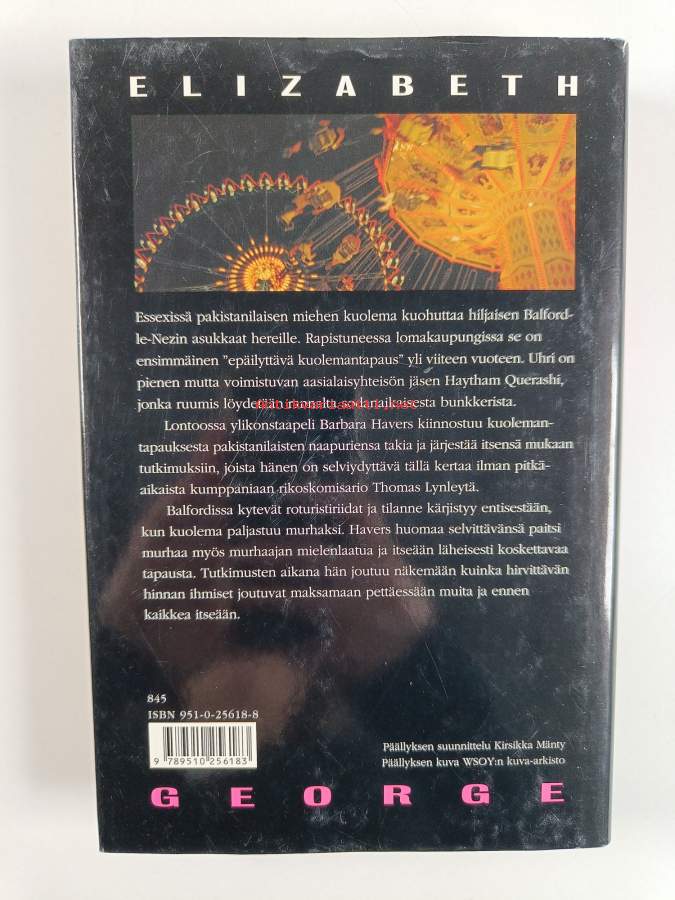 ELIZABETH
Essexissä pakistanilaisen miehen kuolema kuohuttaa hiljaisen Balford-
le-Nezin asukkaat hereille. Rapistuneessa lomakaupungissa se on
ensimmäinen "epäilyttävä kuolemantapaus" yli viiteen vuoteen. Uhri on
pienen mutta voimistuvan aasialaisyhteisön jäsen Haytham Querashi,
jonka ruumis löydetään rannalta sodanaikaisesta bunkkerista.
Lontoossa ylikonstaapeli Barbara Havers kiinnostuu kuoleman-
tapauksesta pakistanilaisten naapuriensa takia ja järjestää itsensä mukaan
tutkimuksiin, joista hänen on selviydyttävä tällä kertaa ilman pitkä-
aikaista kumppaniaan rikoskomisario Thomas Lynleytä.
Balfordissa kytevät roturistiriidat ja tilanne kärjistyy entisestään,
kun kuolema paljastuu murhaksi. Havers huomaa selvittävänsä paitsi
murhaa myös murhaajan mielenlaatua ja itseään läheisesti koskettavaa
tapausta. Tutkimusten aikana hän joutuu näkemään kuinka hirvittävän
hinnan ihmiset joutuvat maksamaan pettäessään muita ja ennen
kaikkea itseään.
845
ISBN 951-0-25618-8
9 789510 256183
Päällyksen suunnittelu Kirsikka Mänty
Päällyksen kuva WSOY:n kuva-arkisto
GEORGE